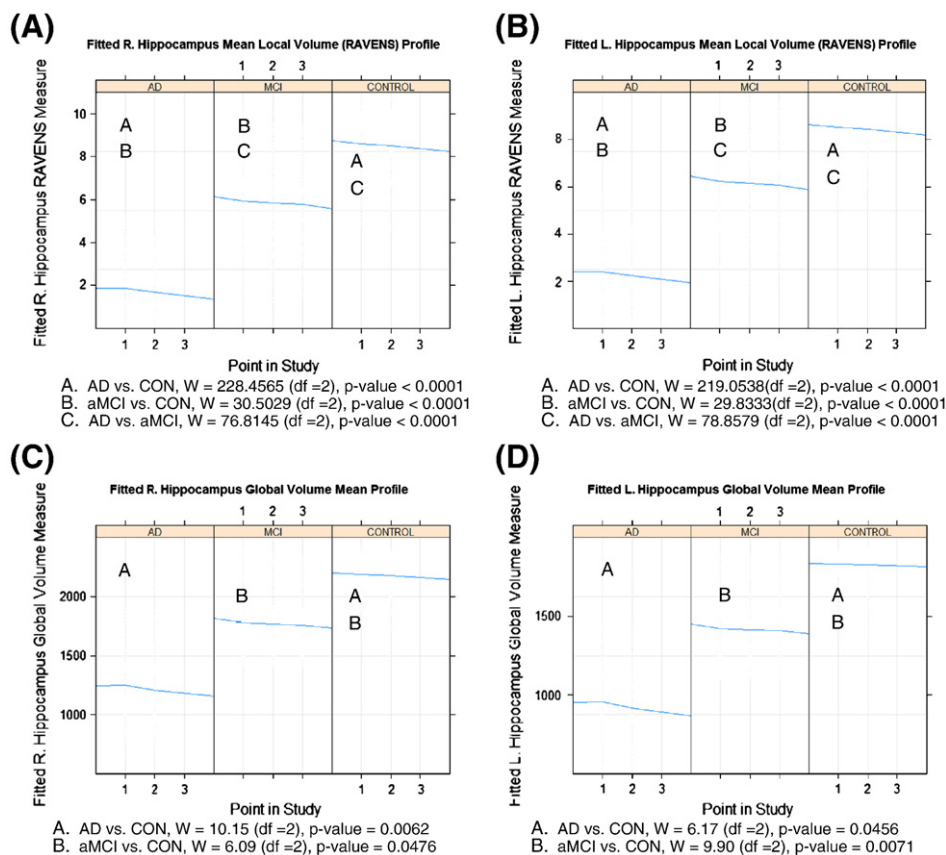 (A)
Fitted R. Hippocampus Mean Local Volume (RAVENS) Profile
1 2 3
AD MCI CONTROL
Fitted R. Hippocampus RAVENS Measure
10
8
6
4
2
A
B
B
C
A
C
1 2 3 1 2 3
Point in Study
A. AD vs. CON, W = 228.4565 (df =2), p-value < 0.0001
B. aMCI vs. CON, W = 30.5029 (df =2), p-value < 0.0001
C. AD vs. aMCI, W = 76.8145 (df =2), p-value < 0.0001
(B)
Fitted L. Hippocampus Mean Local Volume (RAVENS) Profile
1 2 3
AD MCI CONTROL
Fitted L. Hippocampus RAVENS Measure
8
6
4
2
A
B
B
C
A
C
1 2 3 1 2 3
Point in Study
A. AD vs. CON, W = 219.0538(df =2), p-value < 0.0001
B. aMCI vs. CON, W = 29.8333(df =2), p-value < 0.0001
C. AD vs. aMCI, W = 78.8579 (df =2), p-value < 0.0001
(C)
Fitted R. Hippocampus Global Volume Mean Profile
1 2 3
AD MCI CONTROL
Fitted R. Hippocampus Global Volume Measure
2000
1500
1000
A
B
A
B
1 2 3 1 2 3
Point in Study
A. AD vs. CON, W = 10.15 (df =2), p-value = 0.0062
B. aMCI vs. CON, W = 6.09 (df =2), p-value = 0.0476
(D)
Fitted L. Hippocampus Global Volume Mean Profile
1 2 3
AD MCI CONTROL
Fitted L. Hippocampus Global Volume Measure
1500
1000
A
B
A
B
1 2 3 1 2 3
Point in Study
A. AD vs. CON, W = 6.17 (df =2), p-value = 0.0456
B. aMCI vs. CON, W = 9.90 (df =2), p-value = 0.0071